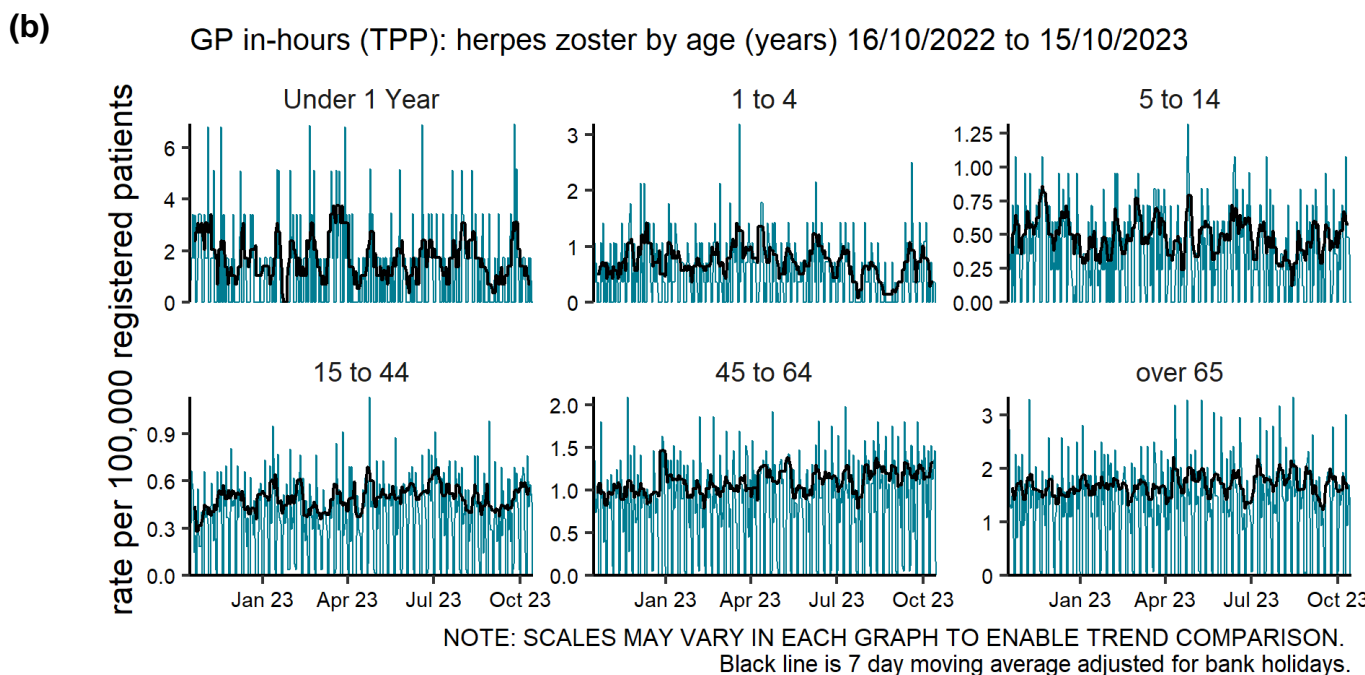 (b)
GP in-hours (TPP): herpes zoster by age (years) 16/10/2022 to 15/10/2023
rate per 100,000 registered patients
Under 1 Year
6
4
2
0
1 to 4
3
2
1
0
5 to 14
1.25
1.00
0.75
0.50
0.25
0.00
15 to 44
0.9
0.6
0.3
0.0
Jan 23 Apr 23 Jul 23 Oct 23
45 to 64
2.0
1.5
1.0
0.5
0.0
Jan 23 Apr 23 Jul 23 Oct 23
over 65
3
2
1
0
Jan 23 Apr 23 Jul 23 Oct 23
NOTE: SCALES MAY VARY IN EACH GRAPH TO ENABLE TREND COMPARISON.
Black line is 7 day moving average adjusted for bank holidays.